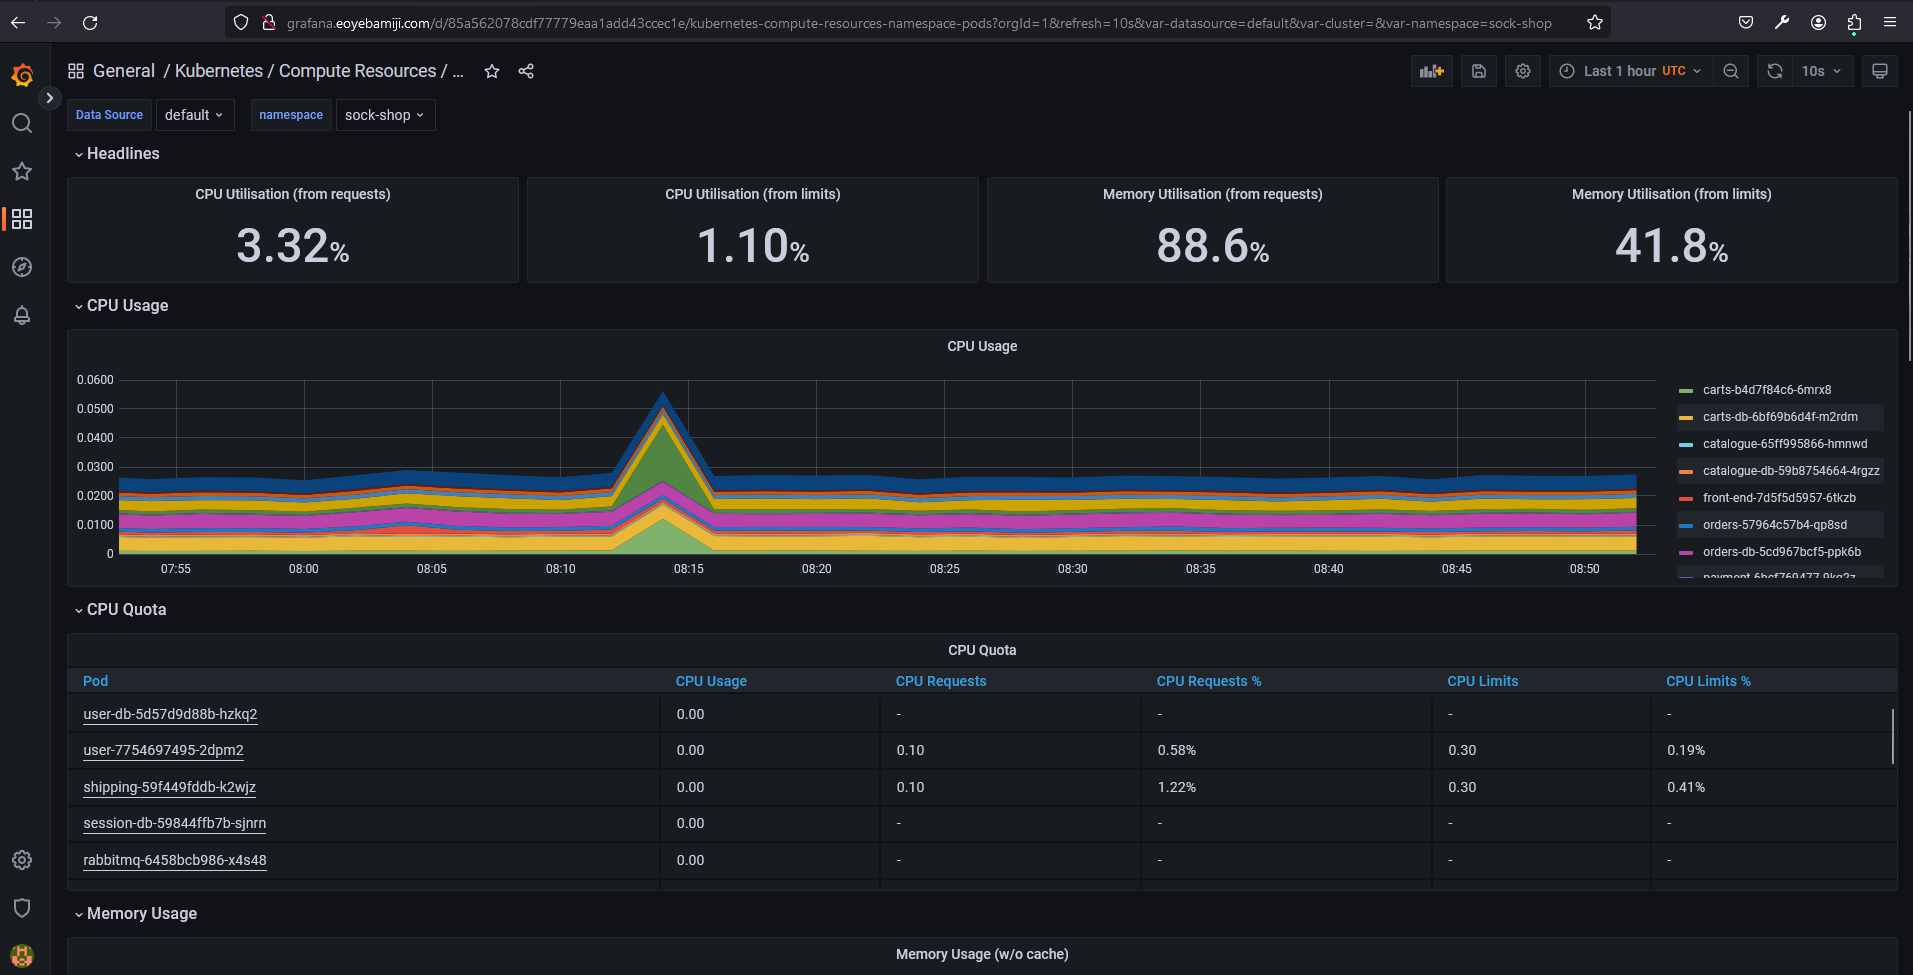 grafana.eoyebamiji.com/d/85a562078cdf77779eaa1add43ccec1e/kubernetes-compute-resources-namespace-pods?orgId=1&refresh=10s&var-datasource=default&var-cluster=&var-namespace=sock-shop
General / Kubernetes / Compute Resources / ...
Last 1 hour UTC
10s
Data Source default namespace sock-shop
Headlines
CPU Utilisation (from requests)
3.32%
CPU Utilisation (from limits)
1.10%
Memory Utilisation (from requests)
88.6%
Memory Utilisation (from limits)
41.8%
CPU Usage
CPU Usage
0.0600
0.0500
0.0400
0.0300
0.0200
0.0100
0
07:55 08:00 08:05 08:10 08:15 08:20 08:25 08:30 08:35 08:40 08:45 08:50
carts-b4d7f84c6-6mrx8
carts-db-6bf69b6d4f-m2rdm
catalogue-65ff995866-hmnwd
catalogue-db-59b8754664-4rgzz
front-end-7d5f5d5957-6tkzb
orders-57964c57b4-qp8sd
orders-db-5cd967bcf5-ppk6b
payment-6bcf769477-9kq2z
CPU Quota
CPU Quota
Pod CPU Usage CPU Requests CPU Requests % CPU Limits CPU Limits %
user-db-5d57d9d88b-hzkq2 0.00 - - - -
user-7754697495-2dpm2 0.00 0.10 0.58% 0.30 0.19%
shipping-59f449fddb-k2wjz 0.00 0.10 1.22% 0.30 0.41%
session-db-59844ffb7b-sjnrn 0.00 - - - -
rabbitmq-6458bcb986-x4s48 0.00 - - - -
Memory Usage
Memory Usage (w/o cache)